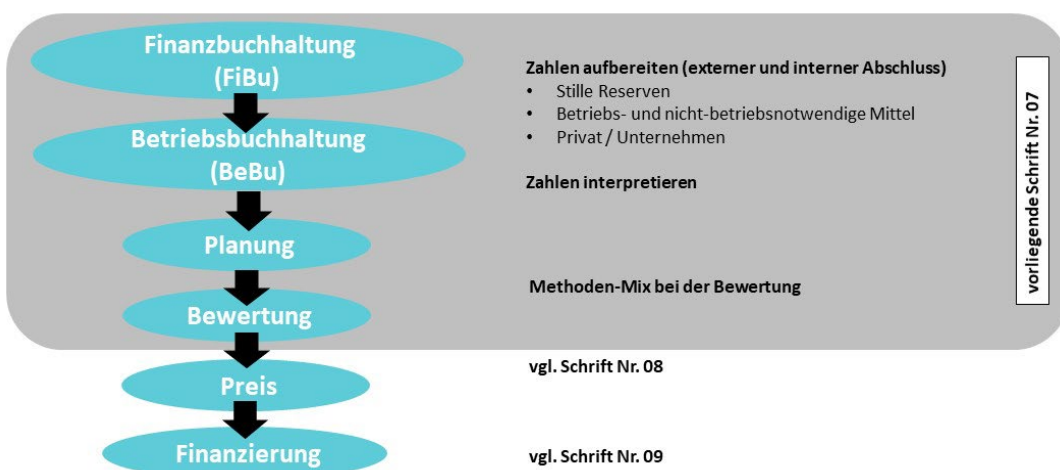 Finanzbuchhaltung
(FiBu)
Zahlen aufbereiten (externer und interner Abschluss)
• Stille Reserven
• Betriebs- und nicht-betriebsnotwendige Mittel
• Privat / Unternehmen
Betriebsbuchhaltung
(BeBu)
Zahlen interpretieren
Planung
Methoden-Mix bei der Bewertung
Bewertung
vorliegende Schrift Nr. 07
vgl. Schrift Nr. 08
Preis
Finanzierung
vgl. Schrift Nr. 09